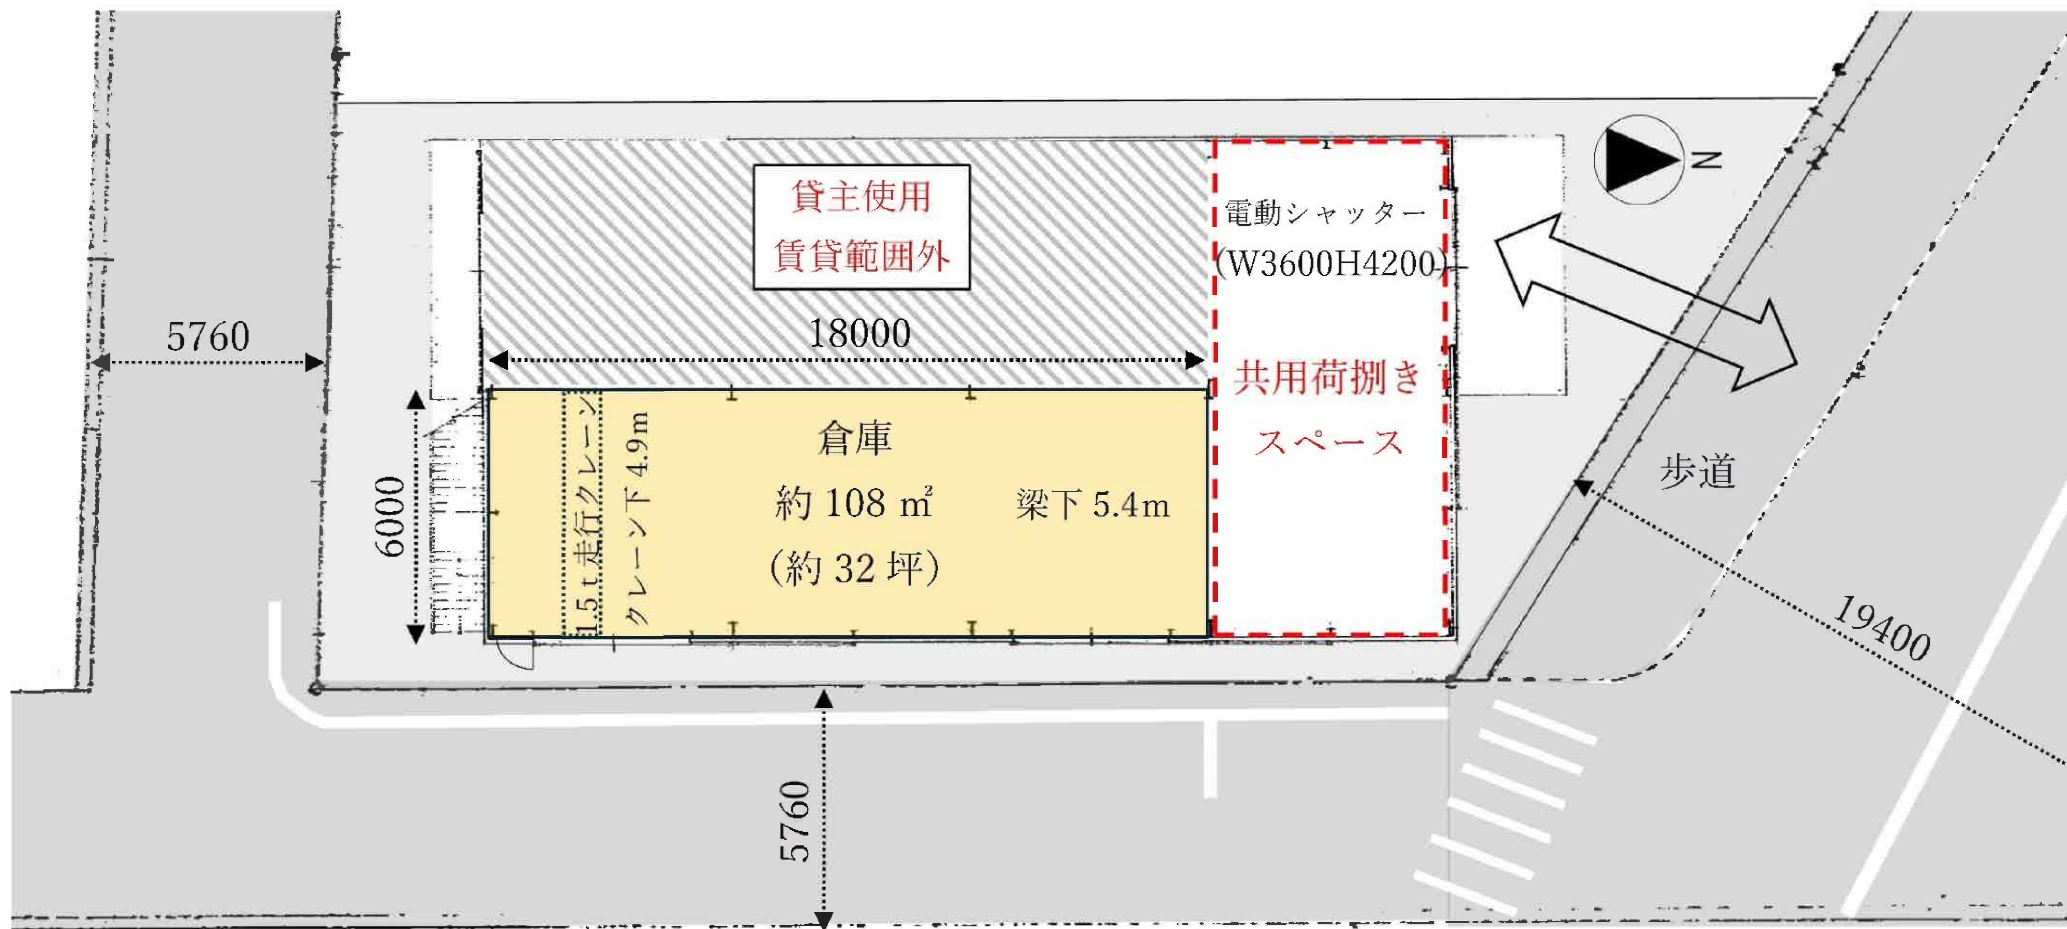 貸主使用
賃貸範囲外
電動シャッター
(W3600H4200)
N
5760
18000
共用荷捌き
スペース
6000
1.5t走行クレーン
クレーン下4.9m
倉庫
約 108 ㎡
(約 32 坪)
梁下 5.4m
歩道
19400
5760